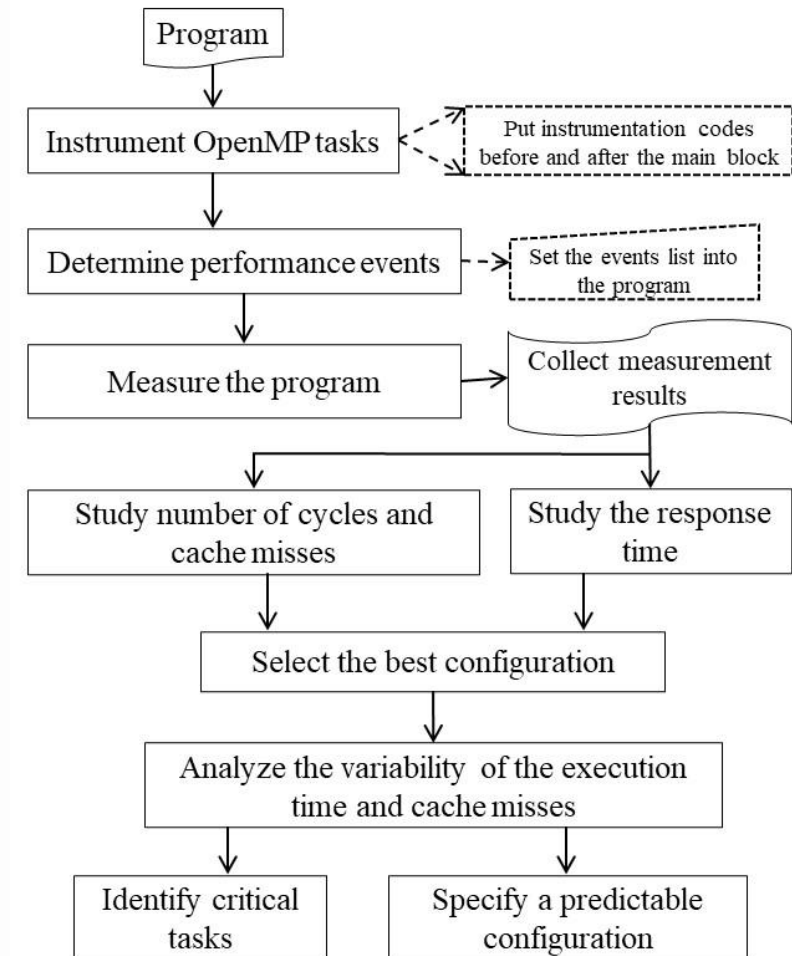 Program
Instrument OpenMP tasks
Put instrumentation codes
before and after the main block
Determine performance events
Set the events list into
the program
Measure the program
Collect measurement
results
Study number of cycles and
cache misses
Study the response
time
Select the best configuration
Analyze the variability of the execution
time and cache misses
Identify critical
tasks
Specify a predictable
configuration